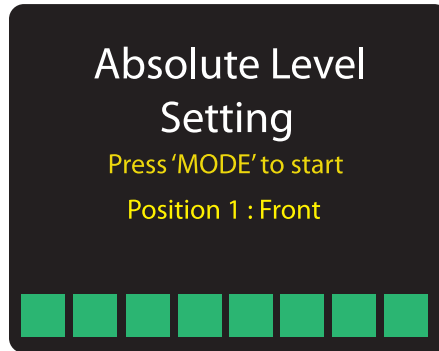 Absolute Level
Setting
Press ‘MODE’ to start
Position 1 : Front